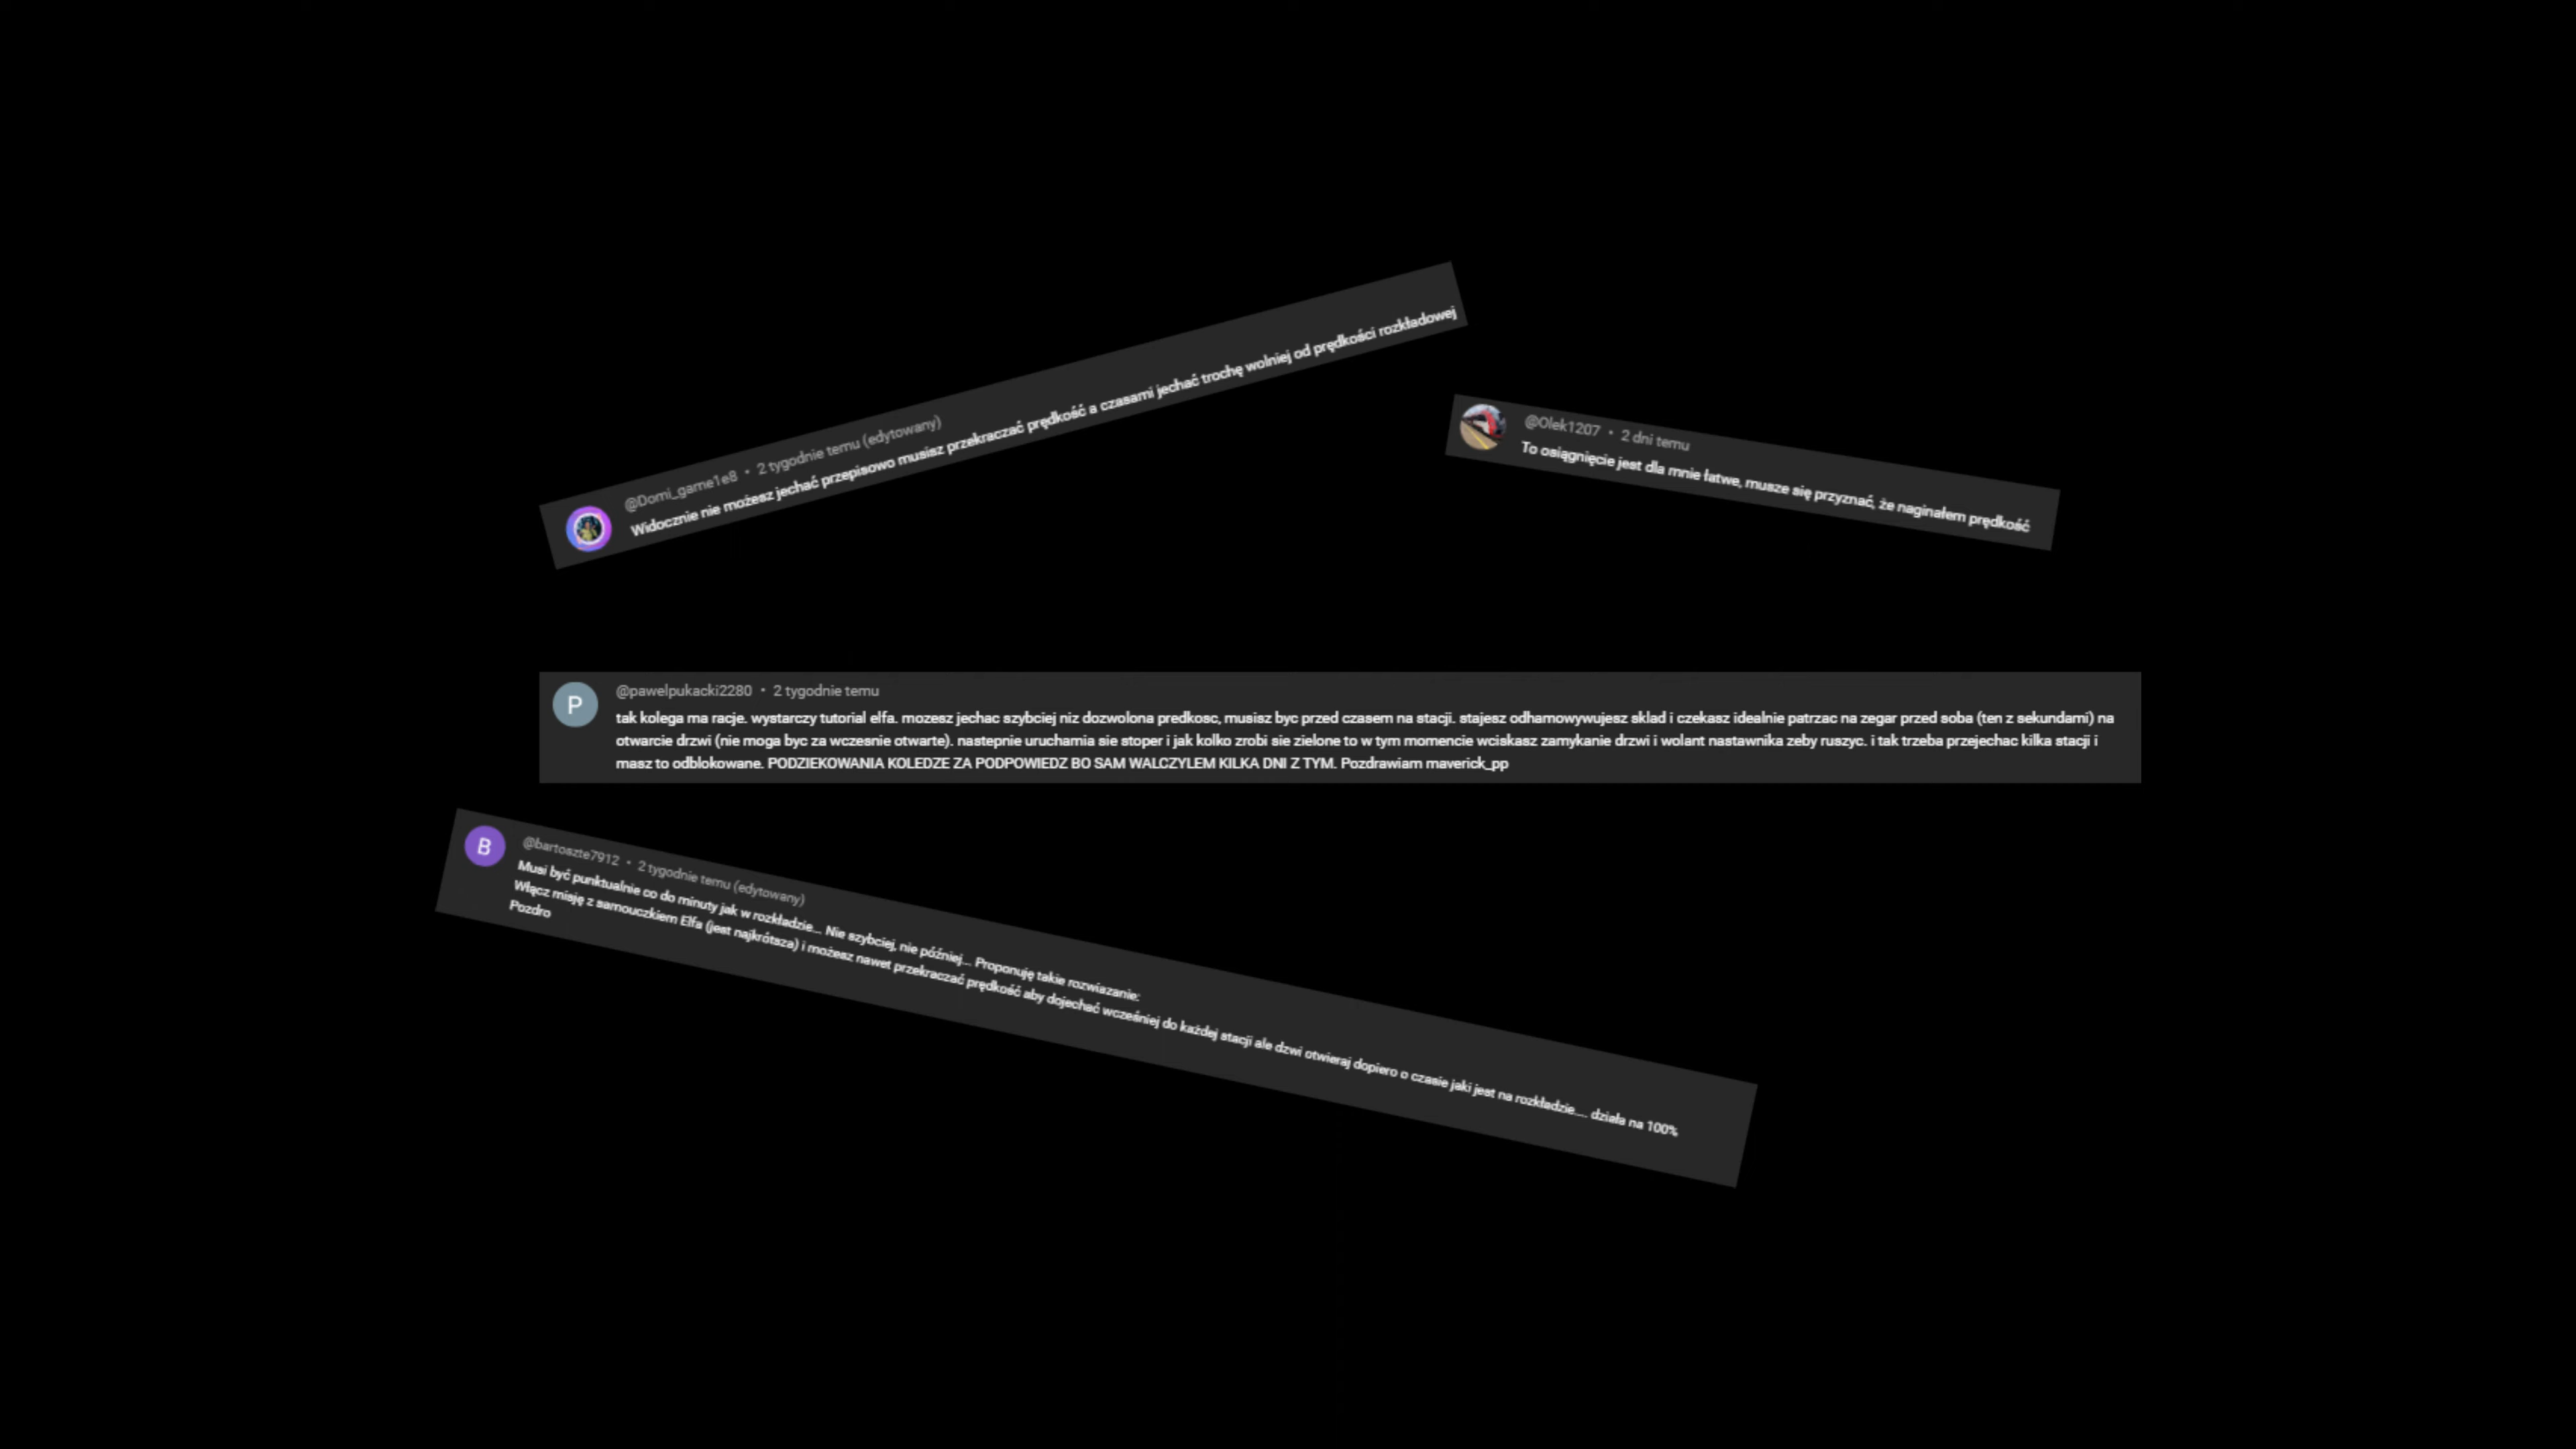 @Domi_game1e8 • 2 tygodnie temu (edytowany)
Widocznie nie możesz jechać przepisowo musisz przekraczać prędkość a czasami jechać trochę wolniej od prędkości rozkładowej
@Olek1207 • 2 dni temu
To osiągnięcie jest dla mnie łatwe, musze się przyznać, że naginałem prędkość
P
@pawelpukacki2280 • 2 tygodnie temu
tak kolega ma racje. wystarczy tutorial elfa. mozesz jechac szybciej niz dozwolona predkosc, musisz byc przed czasem na stacji. stajesz odhamowywujesz sklad i czekasz idealnie patrzac na zegar przed soba (ten z sekundami) na
otwarcie drzwi (nie moga byc za wczesnie otwarte). nastepnie uruchamia sie stoper i jak kolko zrobi sie zielone to w tym momencie wciskasz zamykanie drzwi i wolant nastawnika zeby ruszyc. i tak trzeba przejechac kilka stacji i
masz to odblokowane. PODZIEKOWANIA KOLEDZE ZA PODPOWIEDZ BO SAM WALCZYLEM KILKA DNI Z TYM. Pozdrawiam maverick_pp
B
@bartoszte7912 • 2 tygodnie temu (edytowany)
Musi być punktualnie co do minuty jak w rozkładzie... Nie szybciej, nie później... Proponuję takie rozwiazanie:
Włącz misję z samouczkiem Elfa (jest najkrótsza) i możesz nawet przekraczać prędkość aby dojechać wcześniej do każdej stacji ale dzwi otwieraj dopiero o czasie jaki jest na rozkładzie.... działa na 100%
Pozdro